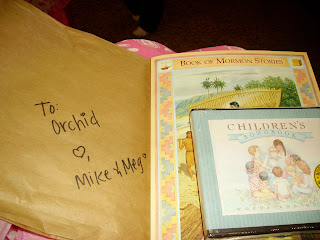 To:
Orchid
♡,
Mike & Meg
BOOK OF MORMON STORIES
CHILDREN'S
SONGBOOK